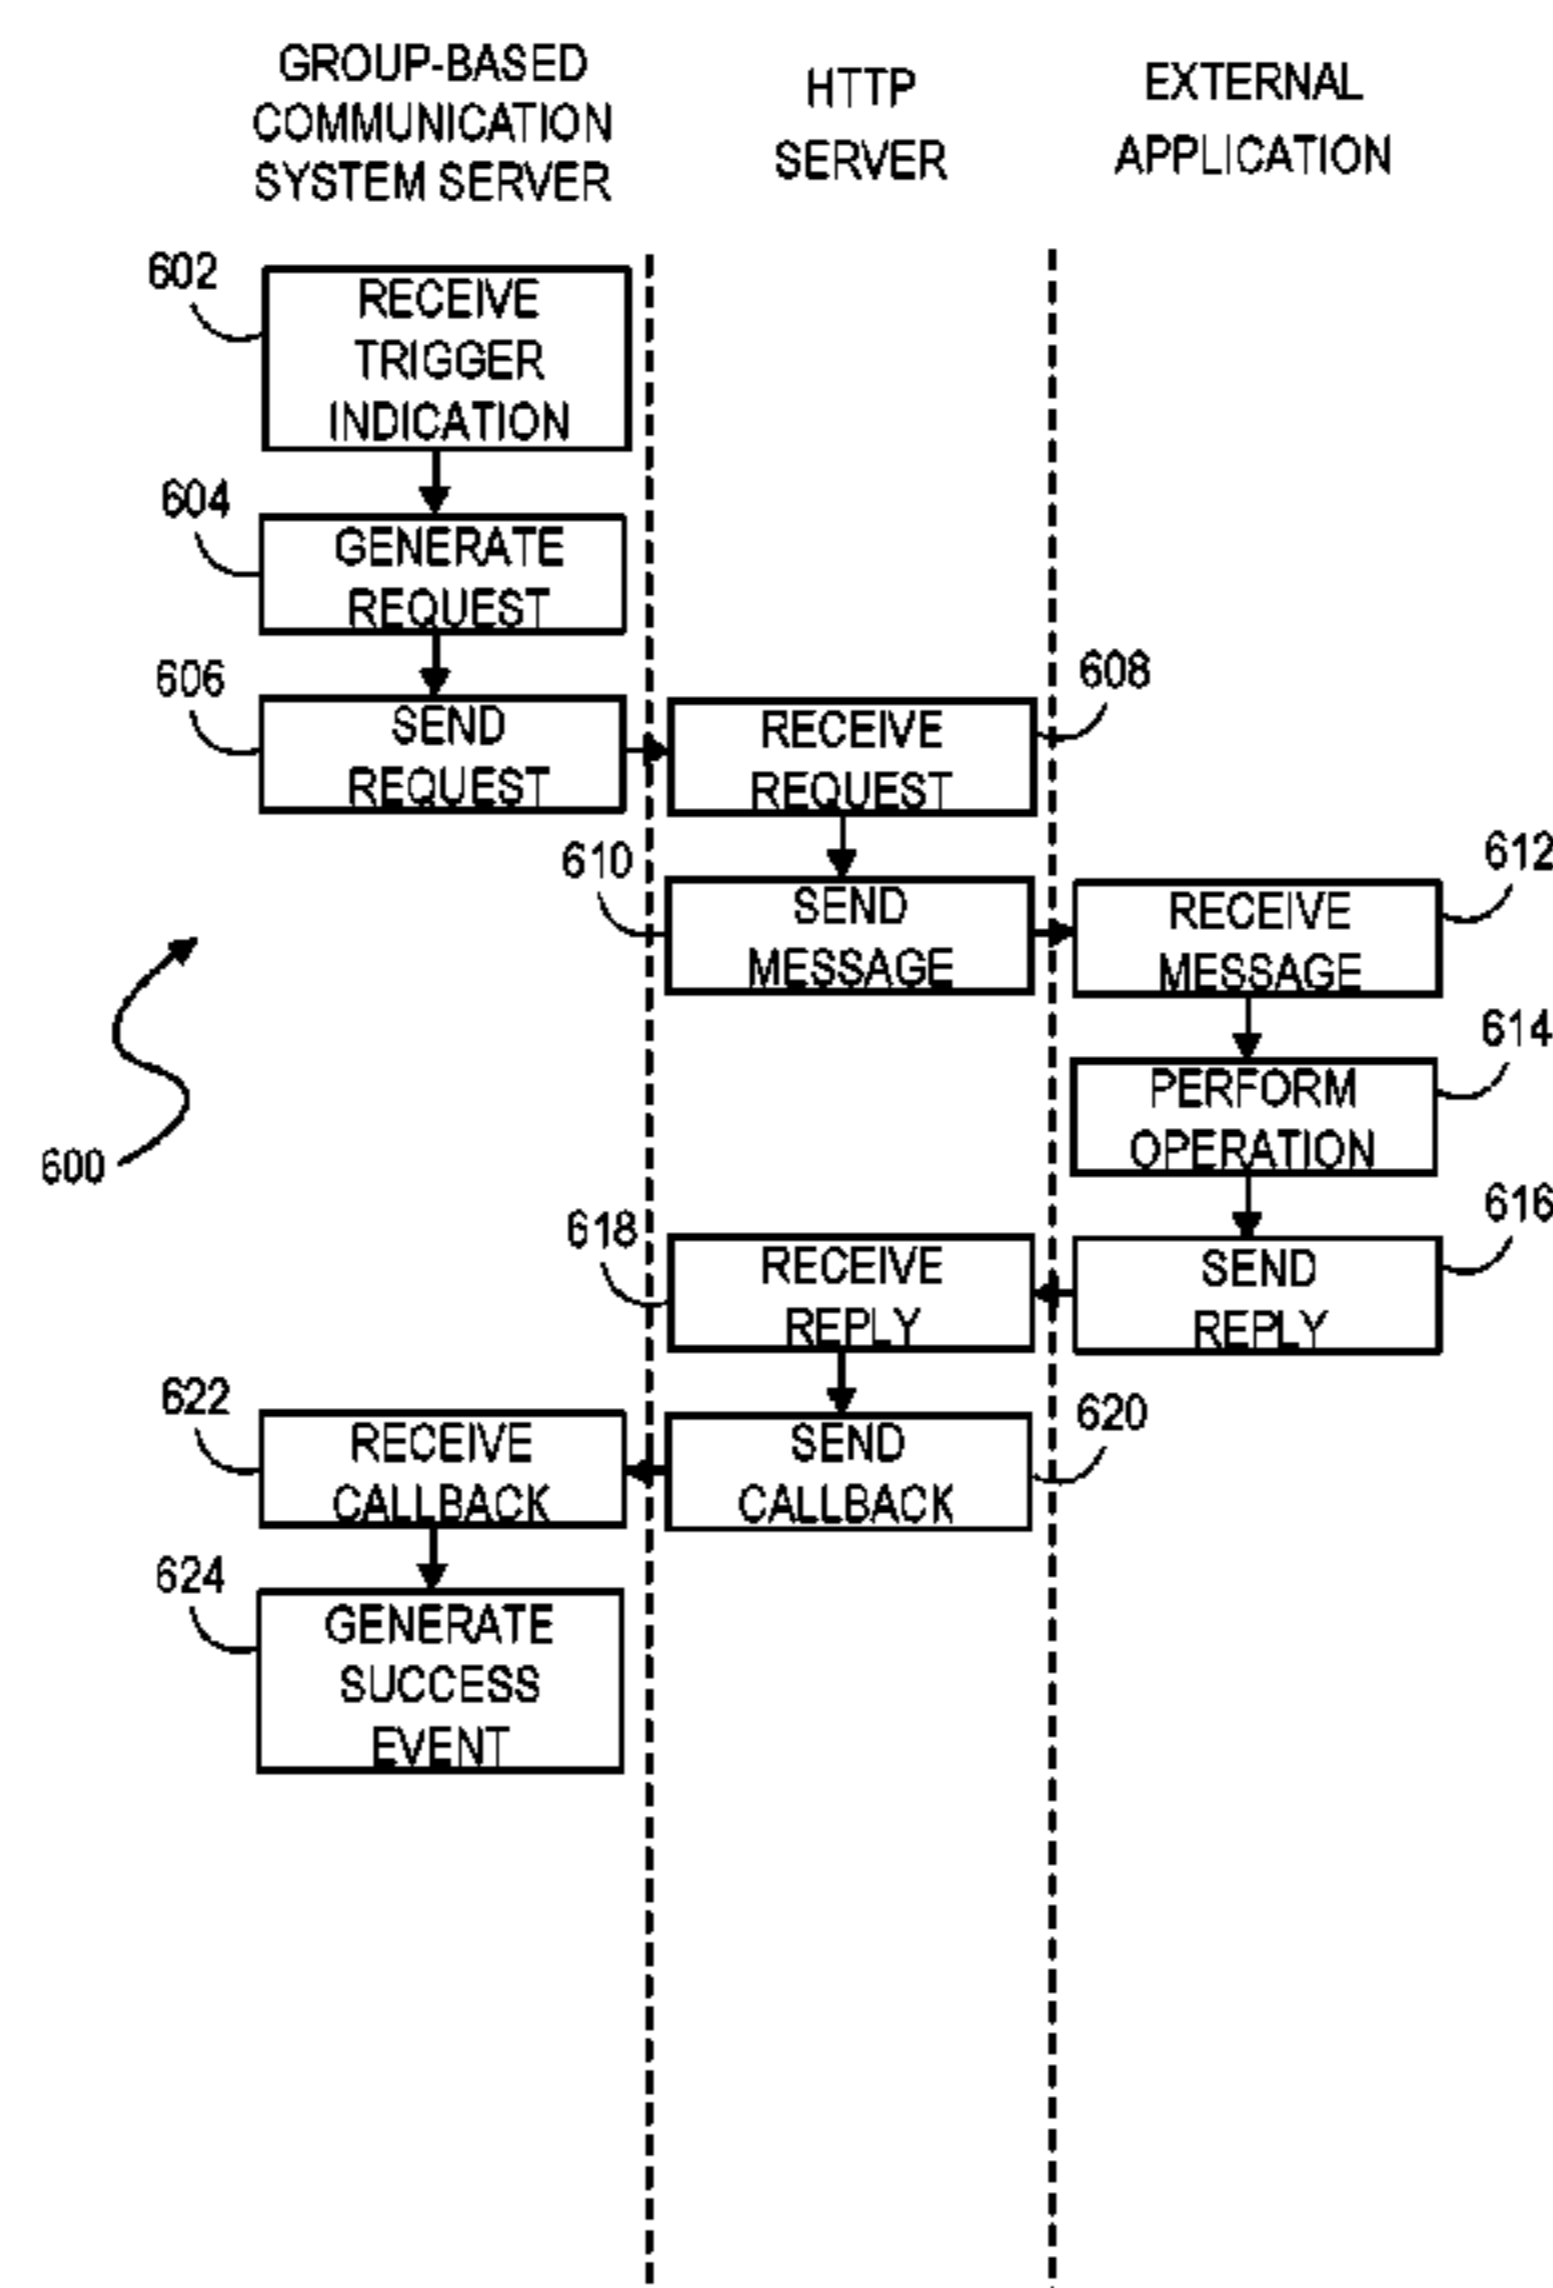 GROUP-BASED
COMMUNICATION
SYSTEM SERVER
HTTP
SERVER
EXTERNAL
APPLICATION
602
RECEIVE
TRIGGER
INDICATION
604
GENERATE
REQUEST
606
SEND
REQUEST
608
RECEIVE
REQUEST
610
SEND
MESSAGE
612
RECEIVE
MESSAGE
614
PERFORM
OPERATION
600
616
SEND
REPLY
618
RECEIVE
REPLY
620
SEND
CALLBACK
622
RECEIVE
CALLBACK
624
GENERATE
SUCCESS
EVENT